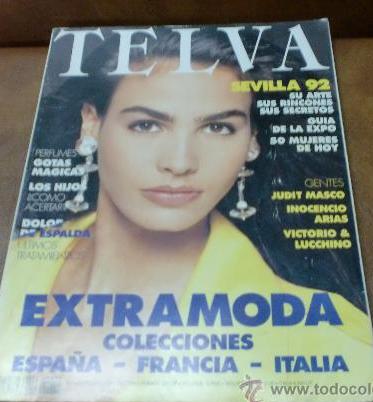 TELVA
SEVILLA 92
SU ARTE
SUS RINCONES
SUS SECRETOS
GUIA
DE LA EXPO
50 MUJERES
DE HOY
PERFUMES
GOTAS
MAGICAS
LOS HIJOS
¿COMO
ACERTAR?
DOLOR
DE ESPALDA
ULTIMOS
TRATAMIENTOS
GENTES
JUDIT MASCO
INOCENCIO
ARIAS
VICTORIO &
LUCCHINO
EXTRAMODA
COLECCIONES
ESPAÑA - FRANCIA - ITALIA
todocoleccion